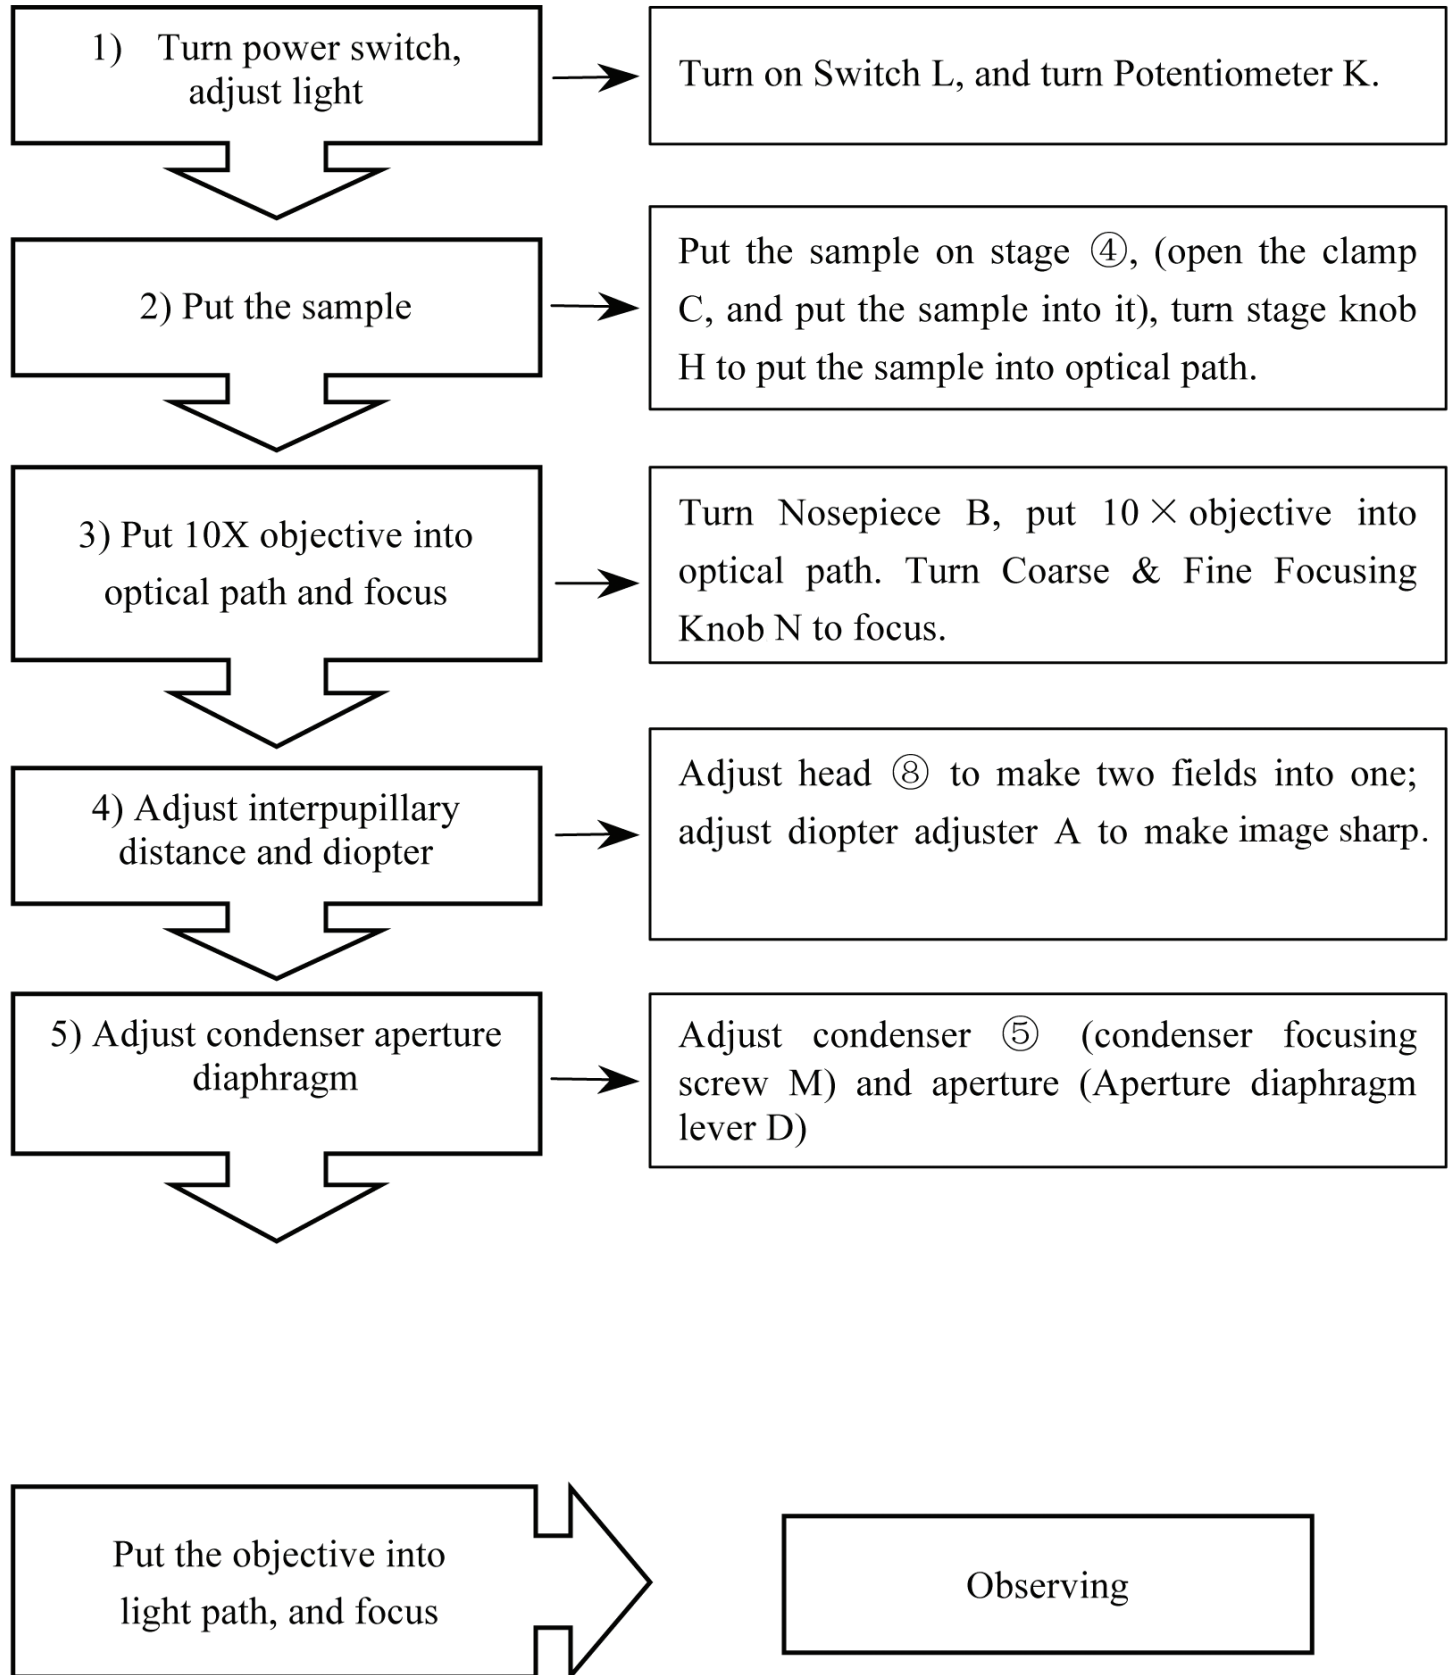 1) Turn power switch,
adjust light
Turn on Switch L, and turn Potentiometer K.
2) Put the sample
Put the sample on stage ④, (open the clamp
C, and put the sample into it), turn stage knob
H to put the sample into optical path.
3) Put 10X objective into
optical path and focus
Turn Nosepiece B, put 10×objective into
optical path. Turn Coarse & Fine Focusing
Knob N to focus.
4) Adjust interpupillary
distance and diopter
Adjust head ⑧ to make two fields into one;
adjust diopter adjuster A to make image sharp.
5) Adjust condenser aperture
diaphragm
Adjust condenser ⑤ (condenser focusing
screw M) and aperture (Aperture diaphragm
lever D)
Put the objective into
light path, and focus
Observing